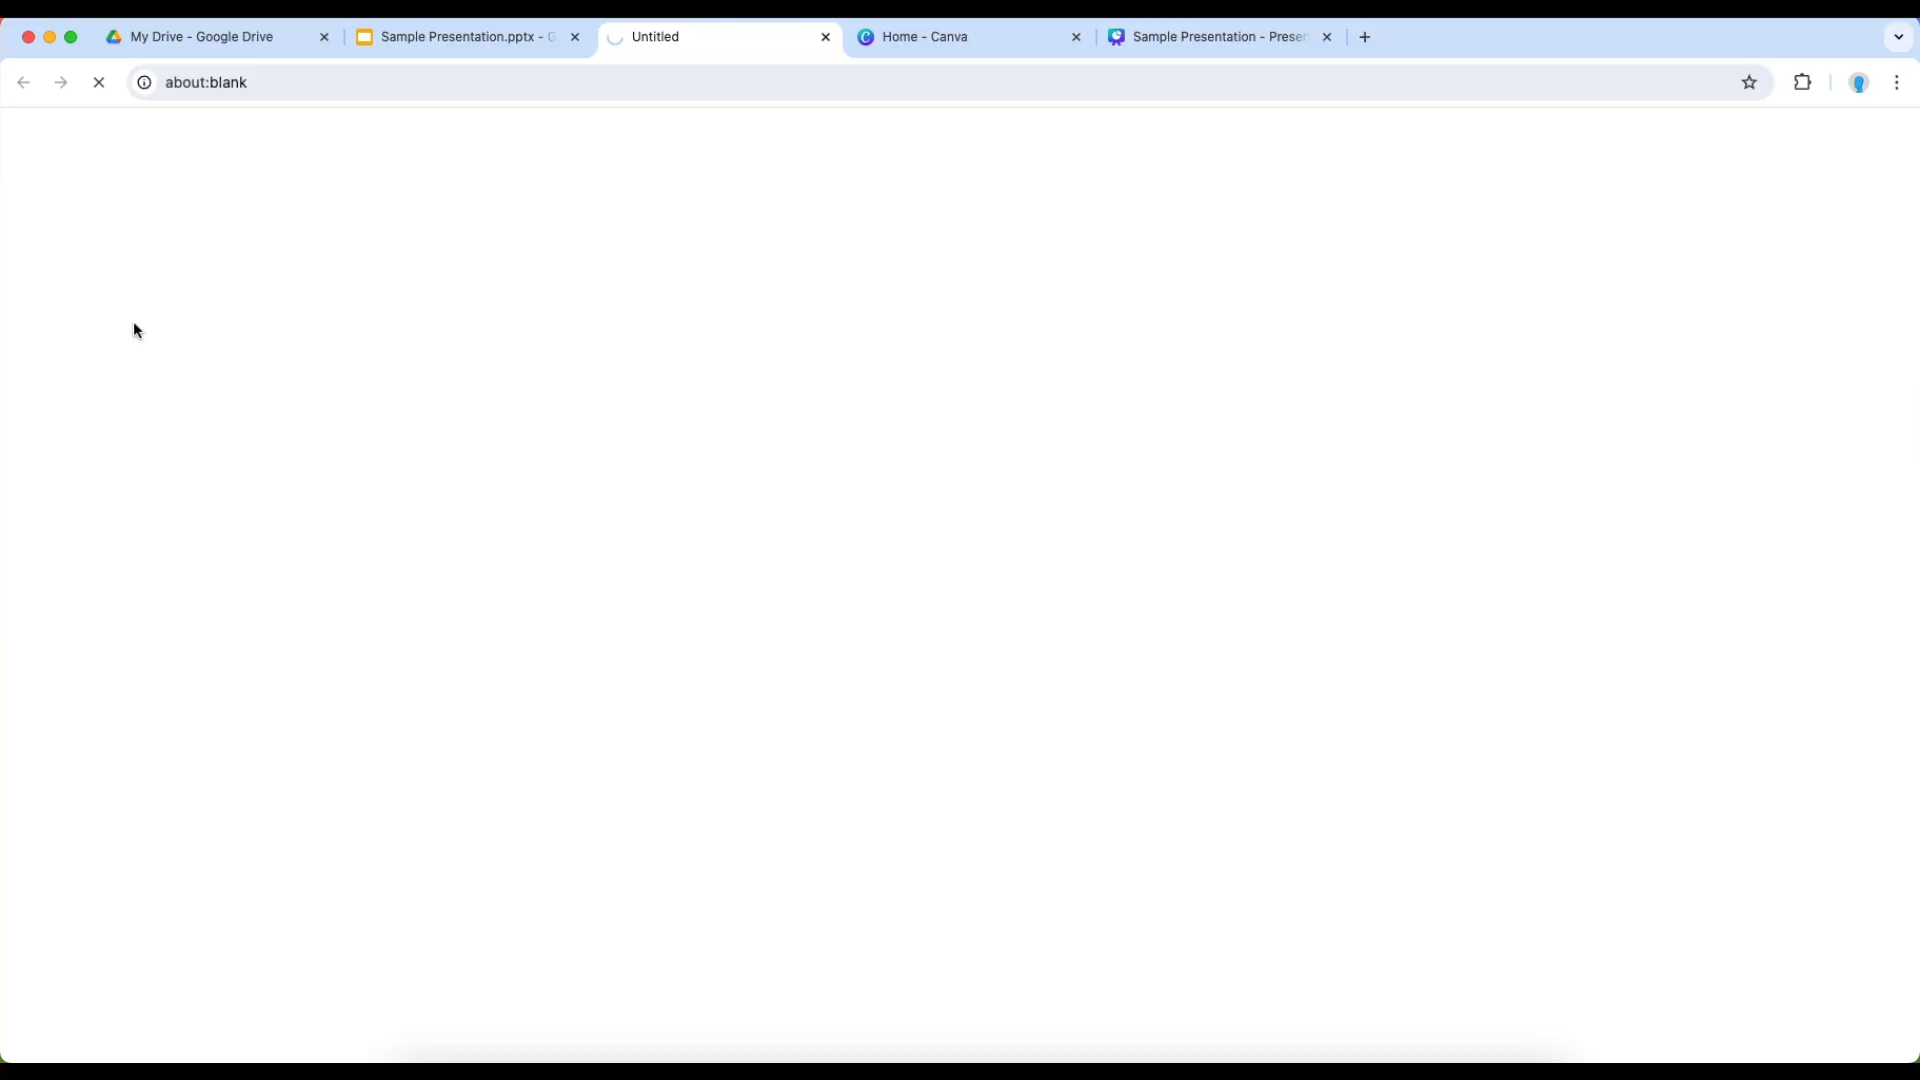 My Drive - Google Drive
Sample Presentation.pptx - G
Untitled
Home - Canva
Sample Presentation - Presen
about:blank